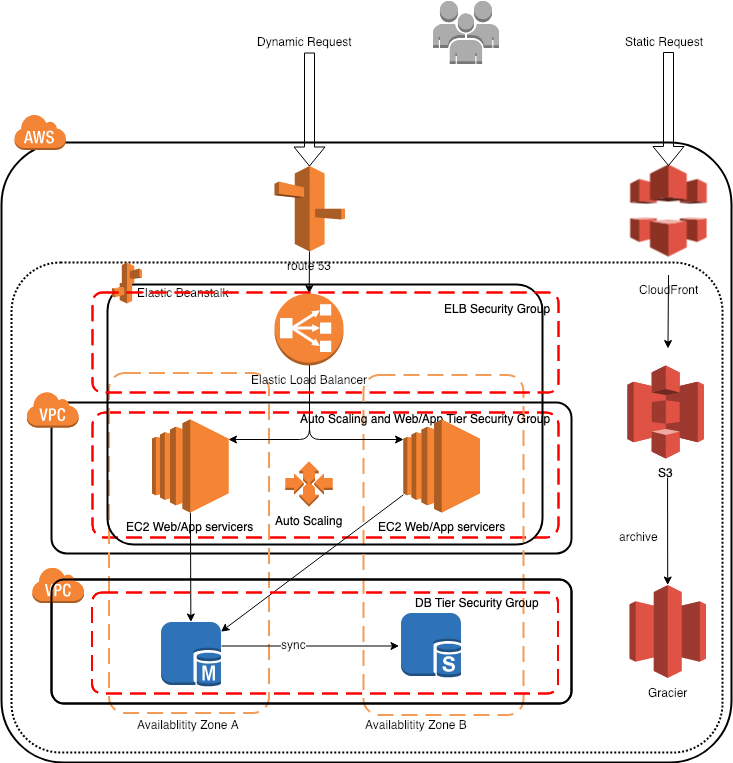 Dynamic Request
Static Request
AWS
route 53
Elastic Beanstalk
CloudFront
ELB Security Group
Elastic Load Balancer
VPC
Auto Scaling and Web/App Tier Security Group
S3
Auto Scaling
EC2 Web/App servicers
EC2 Web/App servicers
archive
VPC
DB Tier Security Group
sync
M
S
Gracier
Availablitity Zone A
Availablitity Zone B